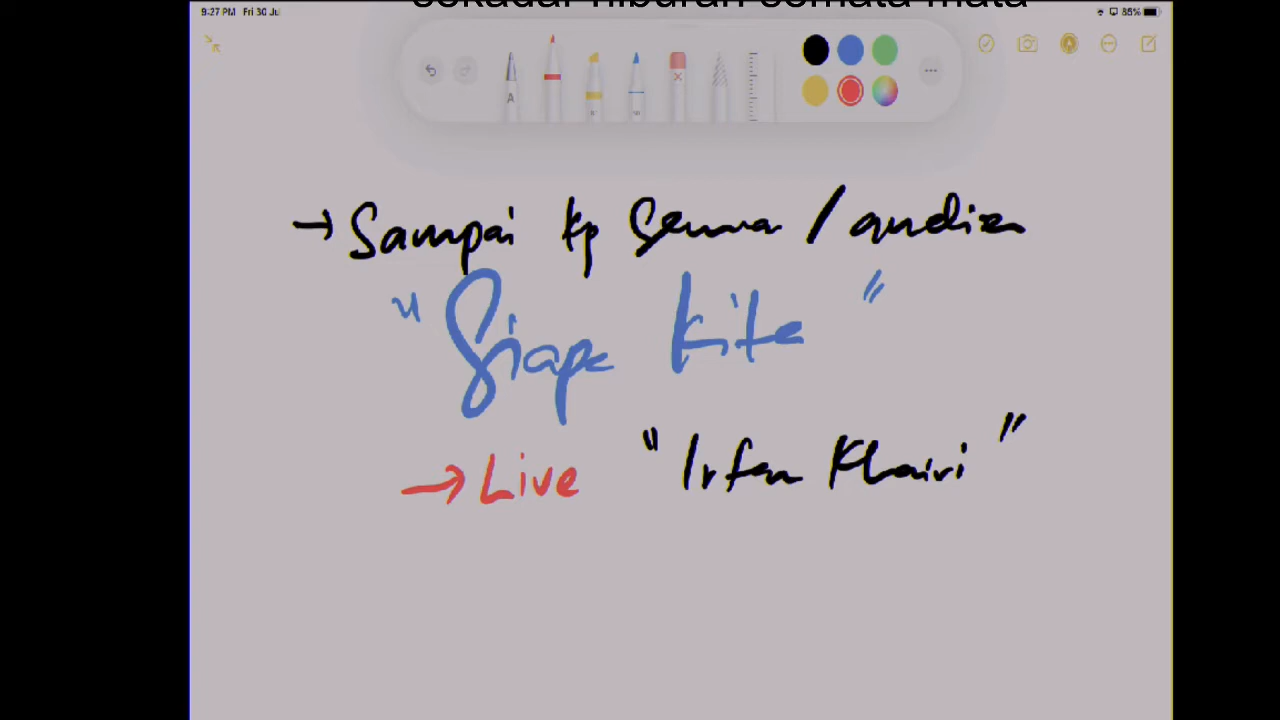 9:27 PM Fri 30 Jul 85%
sekadar hiburan semata mata
→ Sampai kp semua / audien
" Siapa kita "
→ Live " Irfan Khairi "